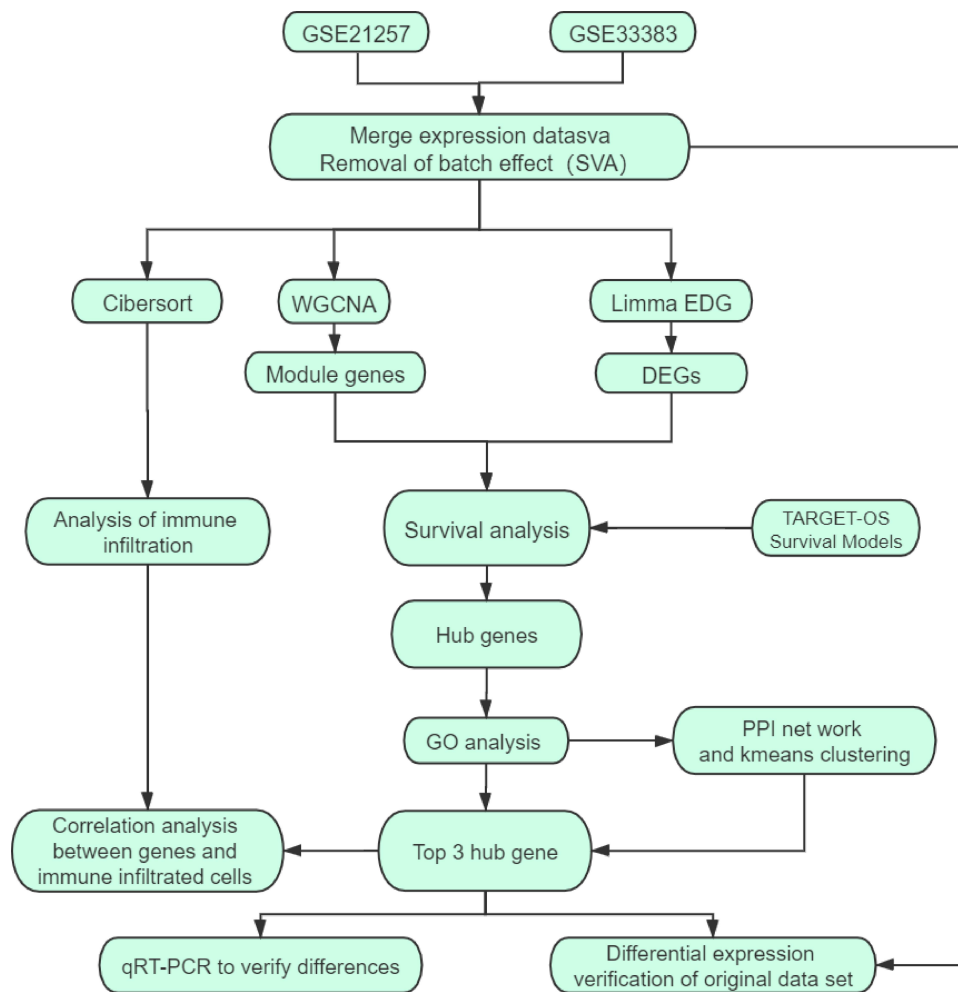 GSE21257
GSE33383
Merge expression datasva
Removal of batch effect（SVA）
Cibersort
WGCNA
Limma EDG
Module genes
DEGs
Analysis of immune
infiltration
Survival analysis
TARGET-OS
Survival Models
Hub genes
GO analysis
PPI net work
and kmeans clustering
Correlation analysis
between genes and
immune infiltrated cells
Top 3 hub gene
qRT-PCR to verify differences
Differential expression
verification of original data set